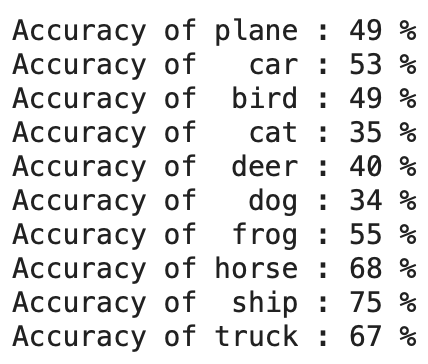 Accuracy of plane : 49 %
Accuracy of   car : 53 %
Accuracy of  bird : 49 %
Accuracy of   cat : 35 %
Accuracy of  deer : 40 %
Accuracy of   dog : 34 %
Accuracy of  frog : 55 %
Accuracy of horse : 68 %
Accuracy of  ship : 75 %
Accuracy of truck : 67 %